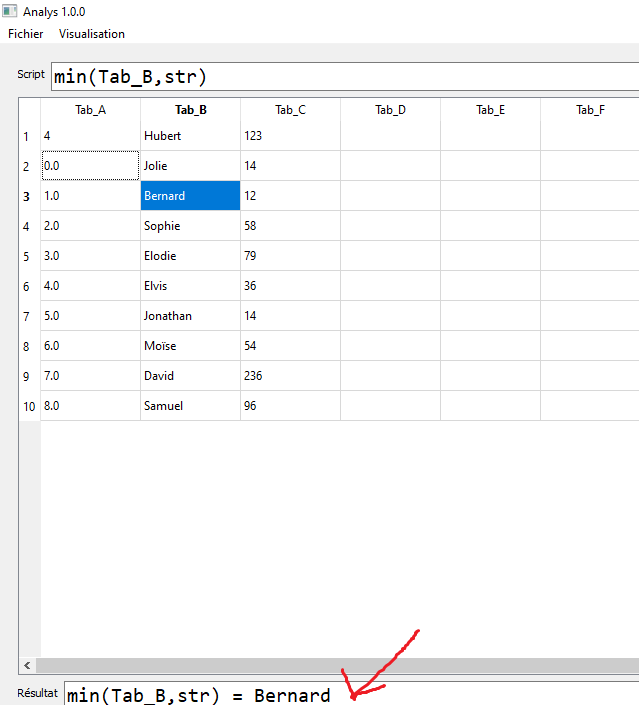 Analys 1.0.0
Fichier Visualisation
Script min(Tab_B,str)
Tab_A Tab_B Tab_C Tab_D Tab_E Tab_F
1 4 Hubert 123
2 0.0 Jolie 14
3 1.0 Bernard 12
4 2.0 Sophie 58
5 3.0 Elodie 79
6 4.0 Elvis 36
7 5.0 Jonathan 14
8 6.0 Moïse 54
9 7.0 David 236
10 8.0 Samuel 96
Résultat min(Tab_B,str) = Bernard